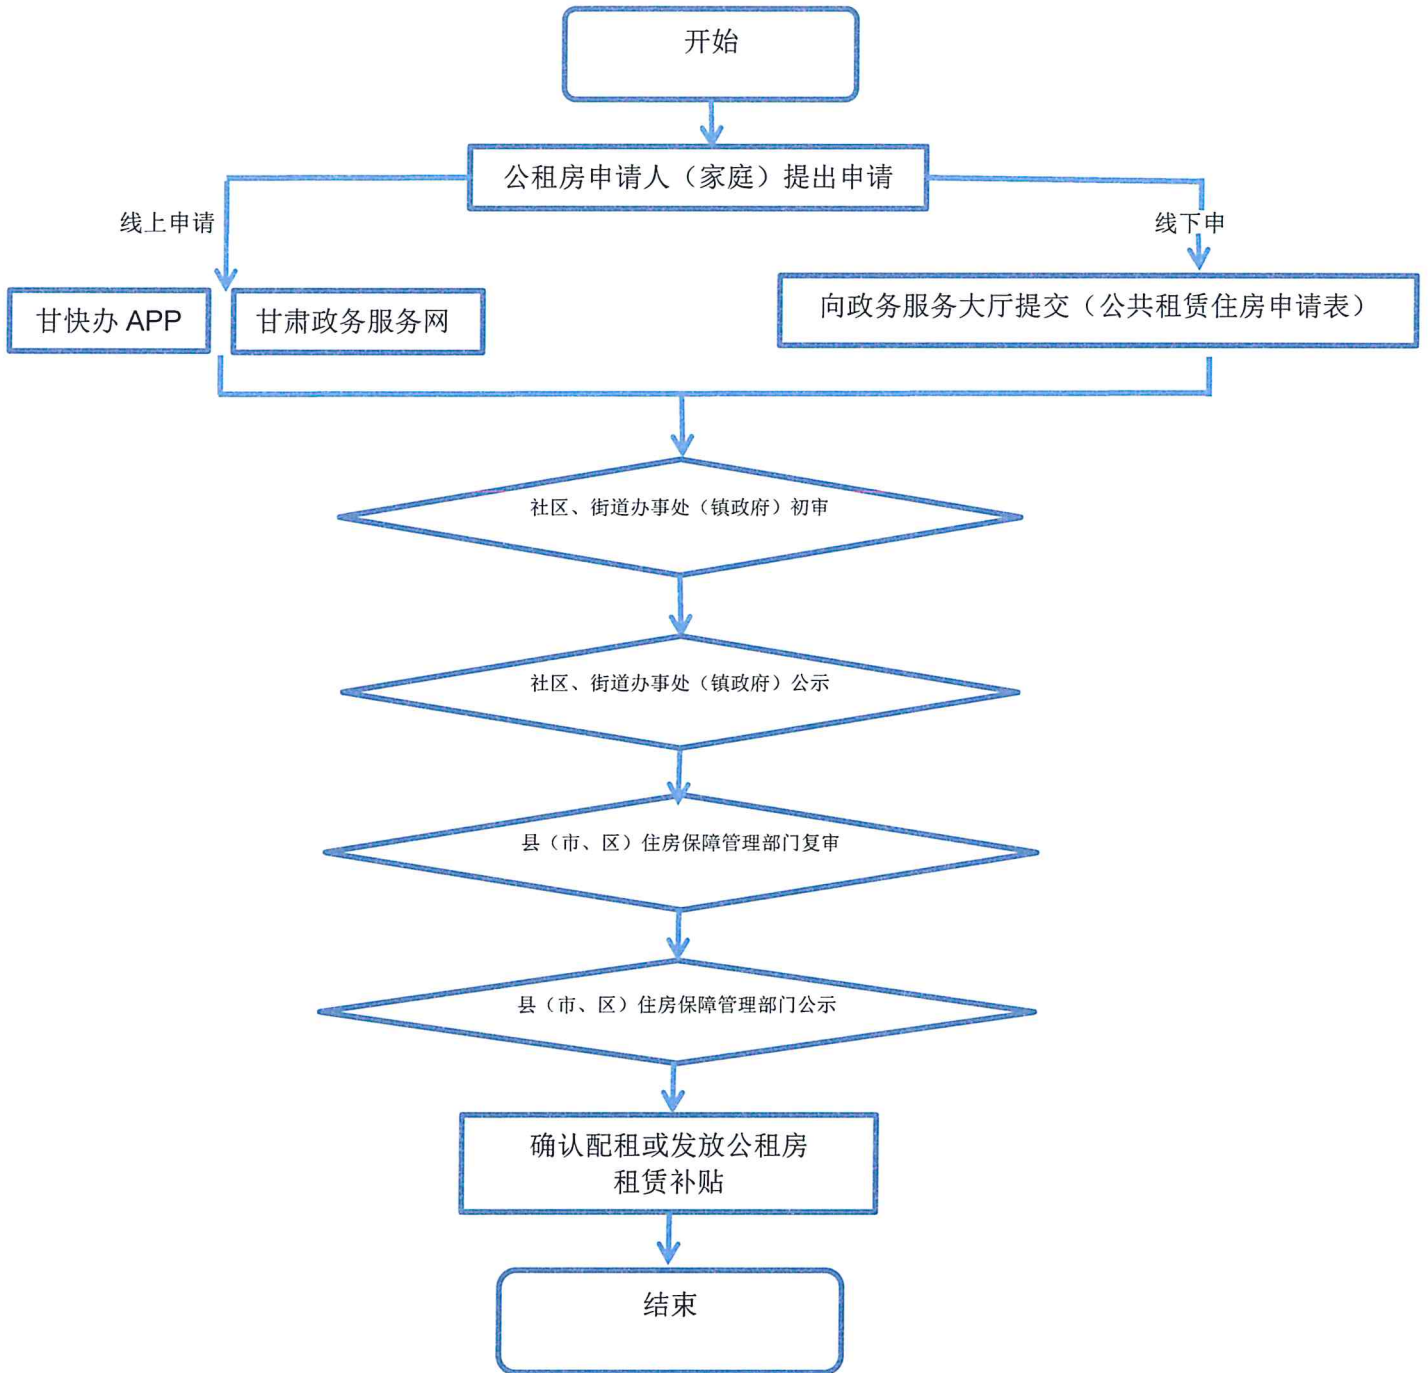 开始
公租房申请人（家庭）提出申请
线上申请
线下申
甘快办 APP
甘肃政务服务网
向政务服务大厅提交（公共租赁住房申请表）
社区、街道办事处（镇政府）初审
社区、街道办事处（镇政府）公示
县（市、区）住房保障管理部门复审
县（市、区）住房保障管理部门公示
确认配租或发放公租房
租赁补贴
结束